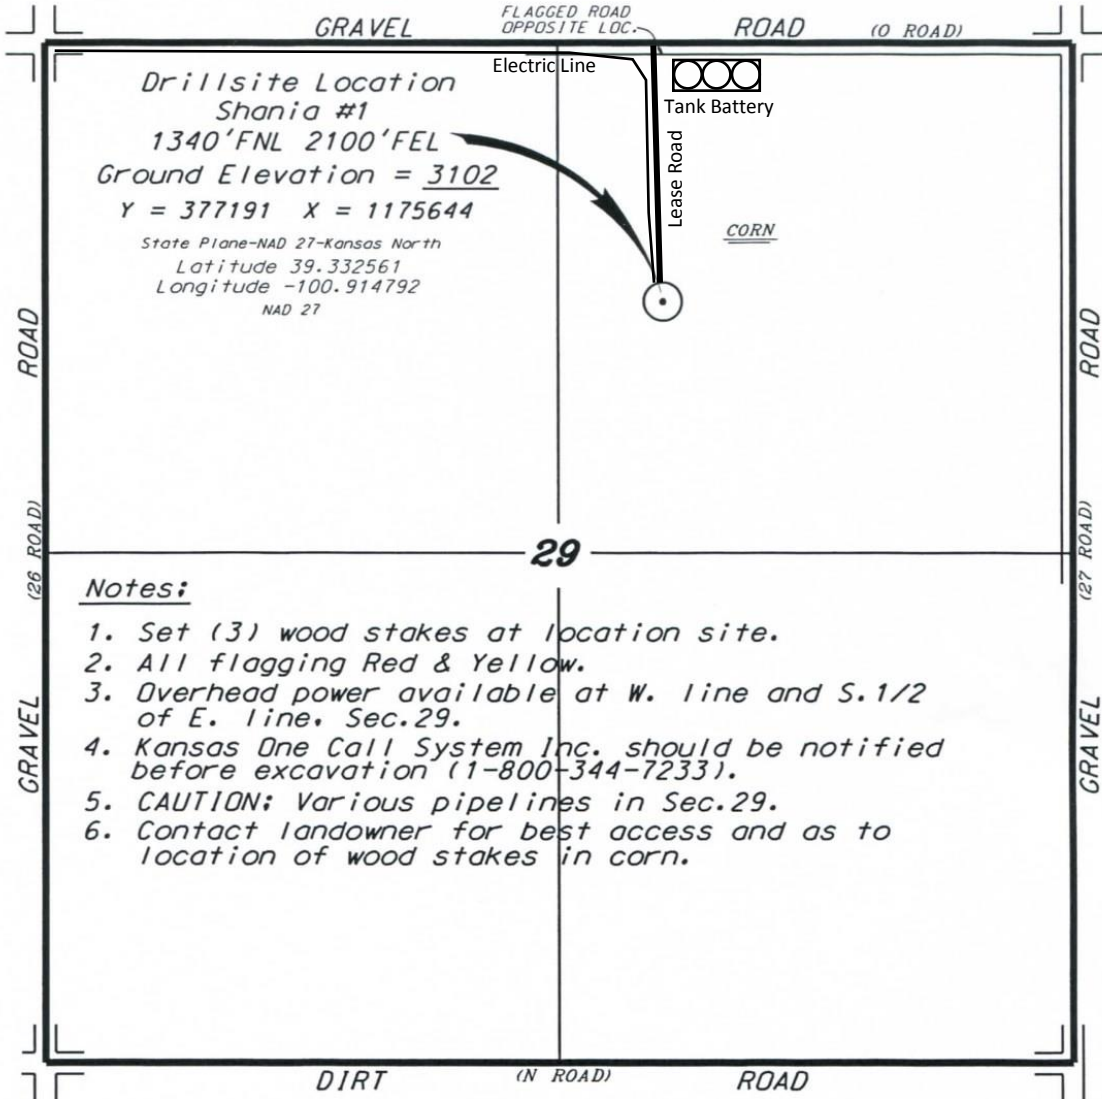 GRAVEL
FLAGGED ROAD
OPPOSITE LOC.
ROAD
(O ROAD)
Electric Line
Tank Battery
Lease Road
CORN
Drillsite Location
Shania #1
1340'FNL 2100'FEL
Ground Elevation = 3102
Y = 377191 X = 1175644
State Plane-NAD 27-Kansas North
Latitude 39.332561
Longitude -100.914792
NAD 27
ROAD
(26 ROAD)
GRAVEL
ROAD
(27 ROAD)
GRAVEL
29
Notes:
1. Set (3) wood stakes at location site.
2. All flagging Red & Yellow.
3. Overhead power available at W. line and S.1/2
of E. line, Sec.29.
4. Kansas One Call System Inc. should be notified
before excavation (1-800-344-7233).
5. CAUTION: Various pipelines in Sec.29.
6. Contact landowner for best access and as to
location of wood stakes in corn.
DIRT
(N ROAD)
ROAD